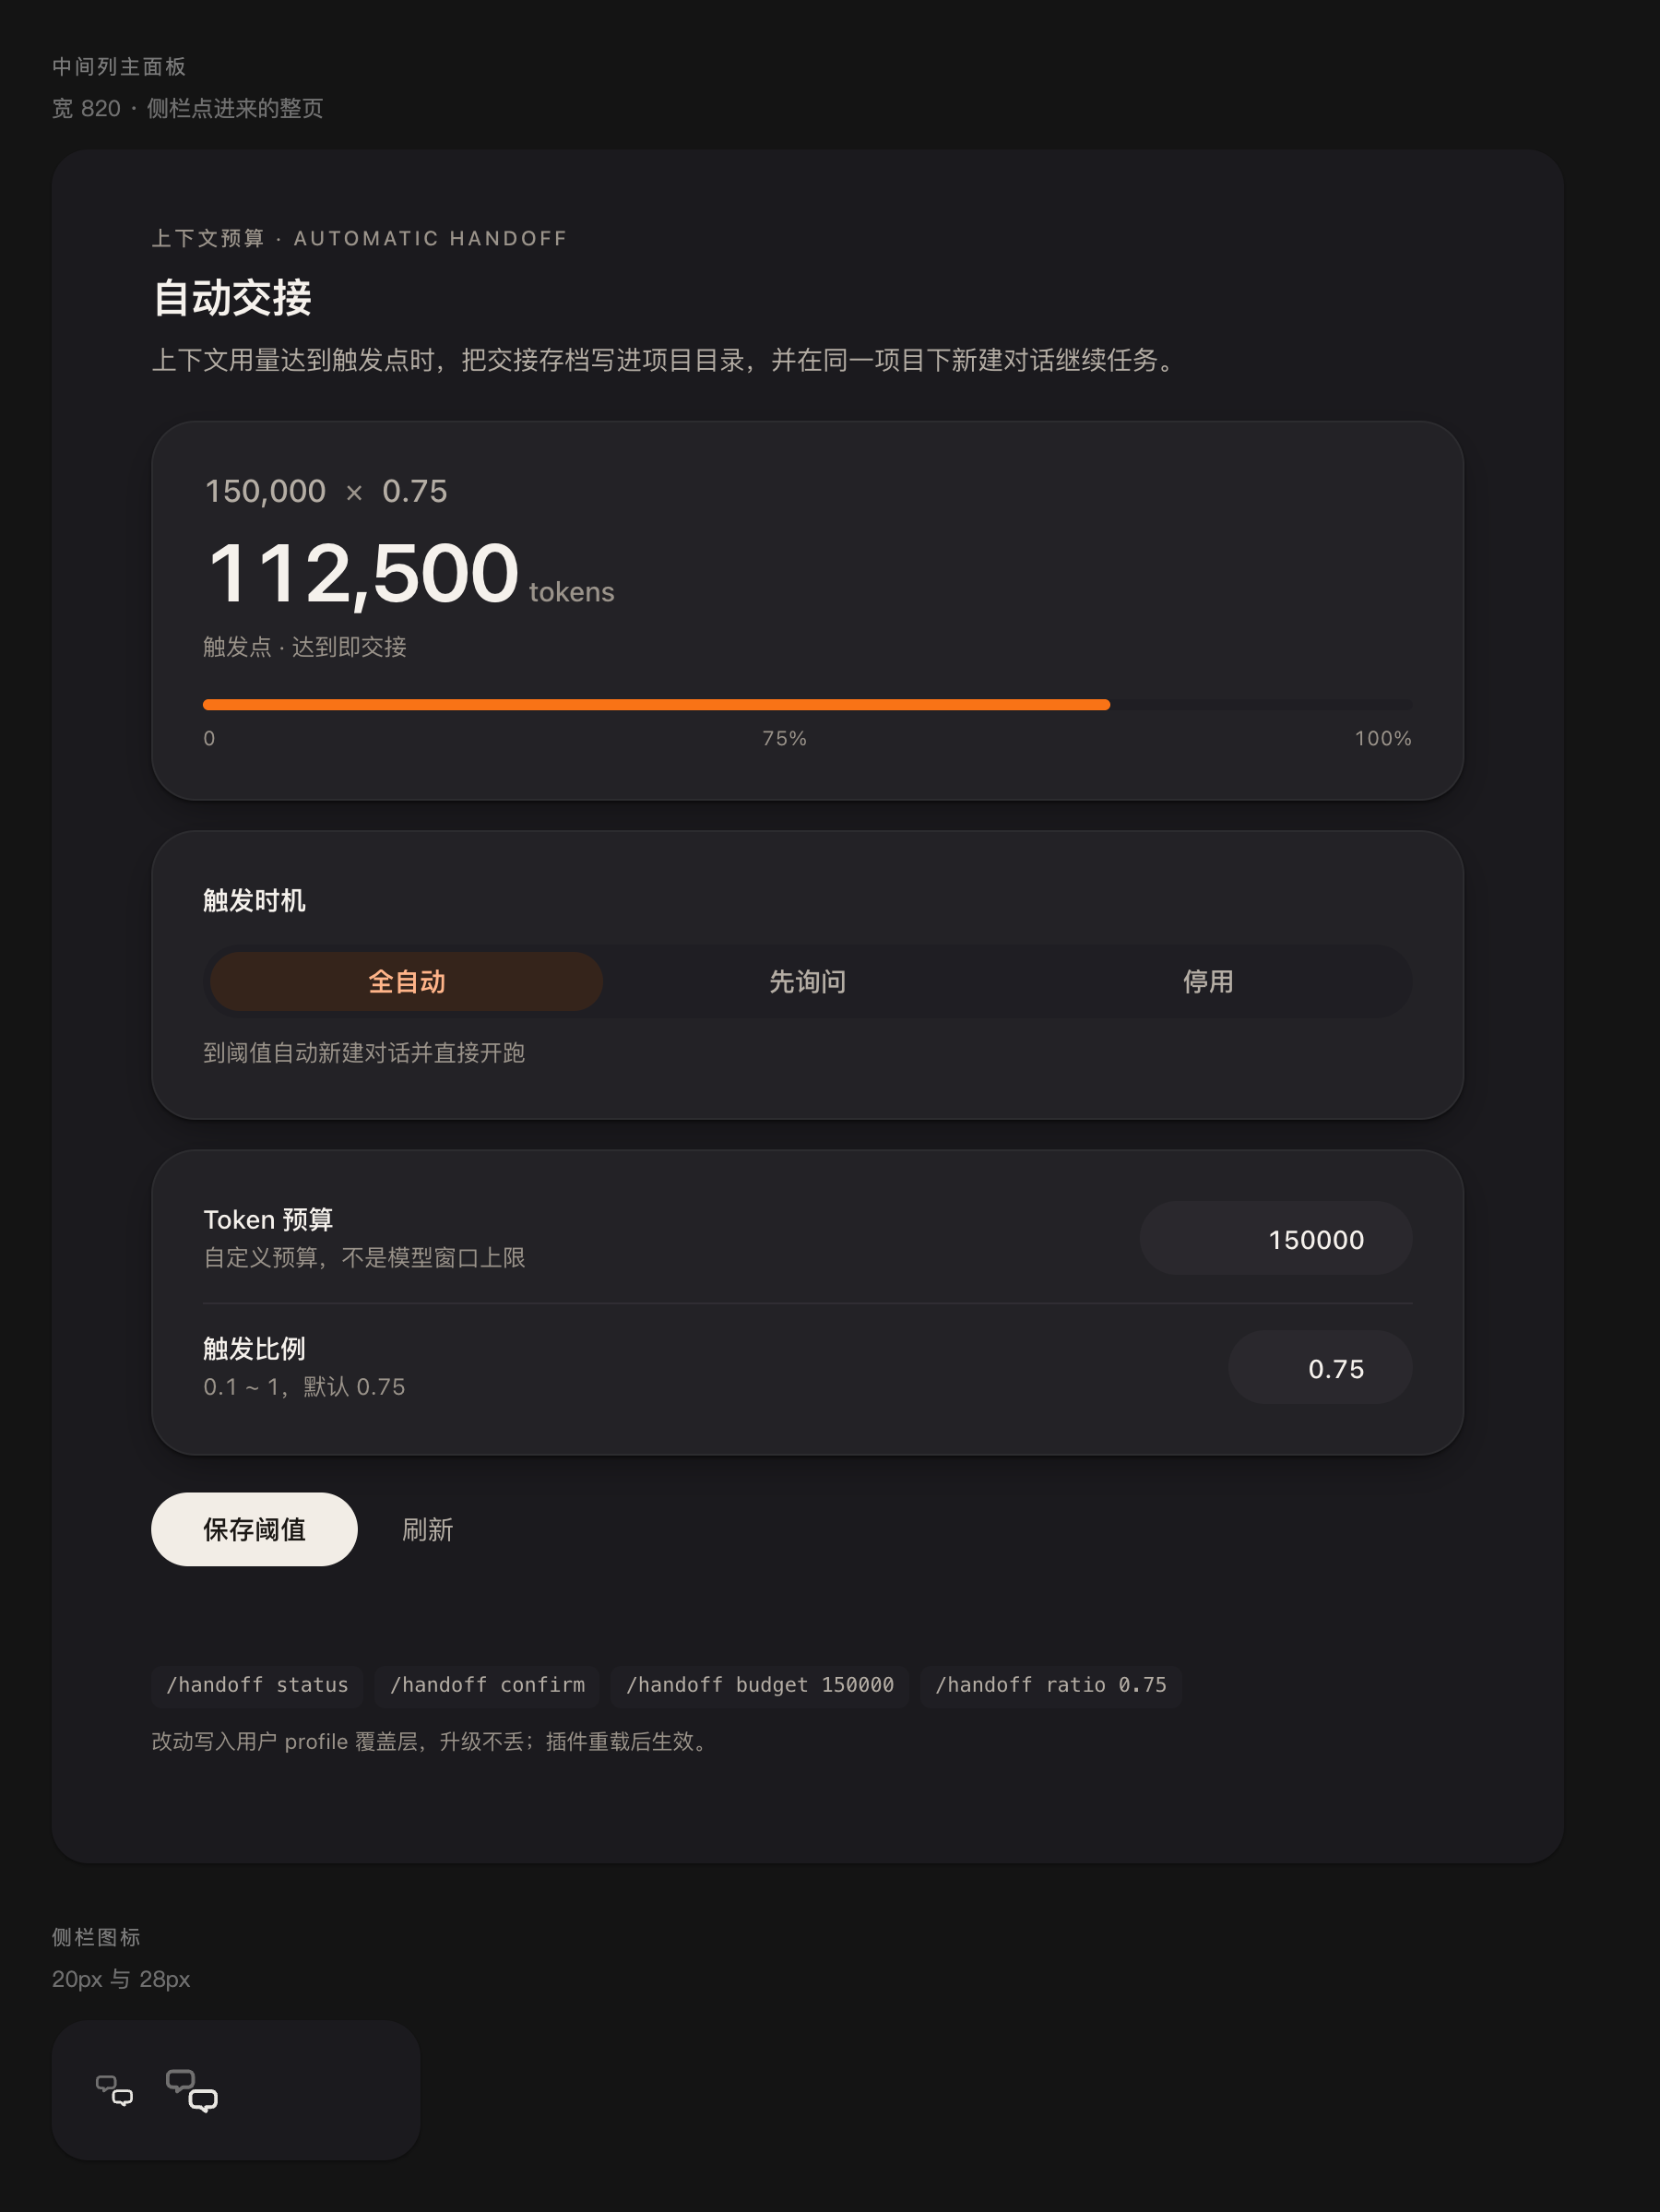 中间列主面板
宽 820 · 侧栏点进来的整页
上下文预算 · AUTOMATIC HANDOFF
自动交接
上下文用量达到触发点时，把交接存档写进项目目录，并在同一项目下新建对话继续任务。
150,000 × 0.75
112,500 tokens
触发点 · 达到即交接
0 75% 100%
触发时机
全自动 先询问 停用
到阈值自动新建对话并直接开跑
Token 预算
自定义预算，不是模型窗口上限
150000
触发比例
0.1 ~ 1，默认 0.75
0.75
保存阈值 刷新
/handoff status /handoff confirm /handoff budget 150000 /handoff ratio 0.75
改动写入用户 profile 覆盖层，升级不丢；插件重载后生效。
侧栏图标
20px 与 28px